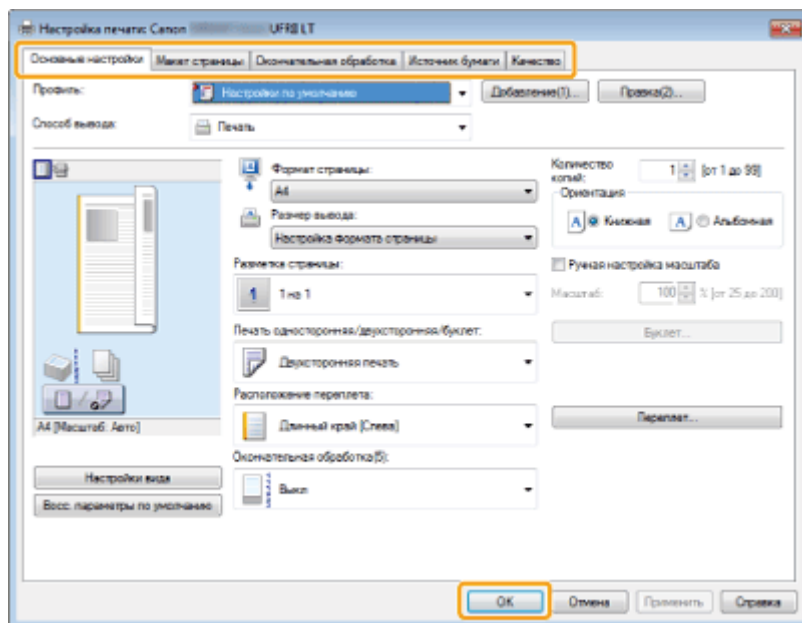 Настройка печати: Canon UFRII LT
Основные настройки Макет страницы Окончательная обработка Источник бумаги Качество
Профиль: Настройки по умолчанию Добавление(1)... Правка(2)...
Способ вывода: Печать
Формат страницы:
A4
Размер вывода:
Настройка формата страницы
Количество копий: 1 [от 1 до 99]
Ориентация
A Книжная A Альбомная
Разметка страницы:
1 1 на 1
Ручная настройка масштаба
Масштаб: 100 % [от 25 до 200]
Печать односторонняя/двухсторонняя/буклет:
Двухсторонняя печать
Буклет...
Расположение переплета:
Длинный край [Слева]
Переплет...
A4 [Масштаб: Авто]
Окончательная обработка(5):
Выкл
Настройки вида
Восс. параметры по умолчанию
OK Отмена Применить Справка